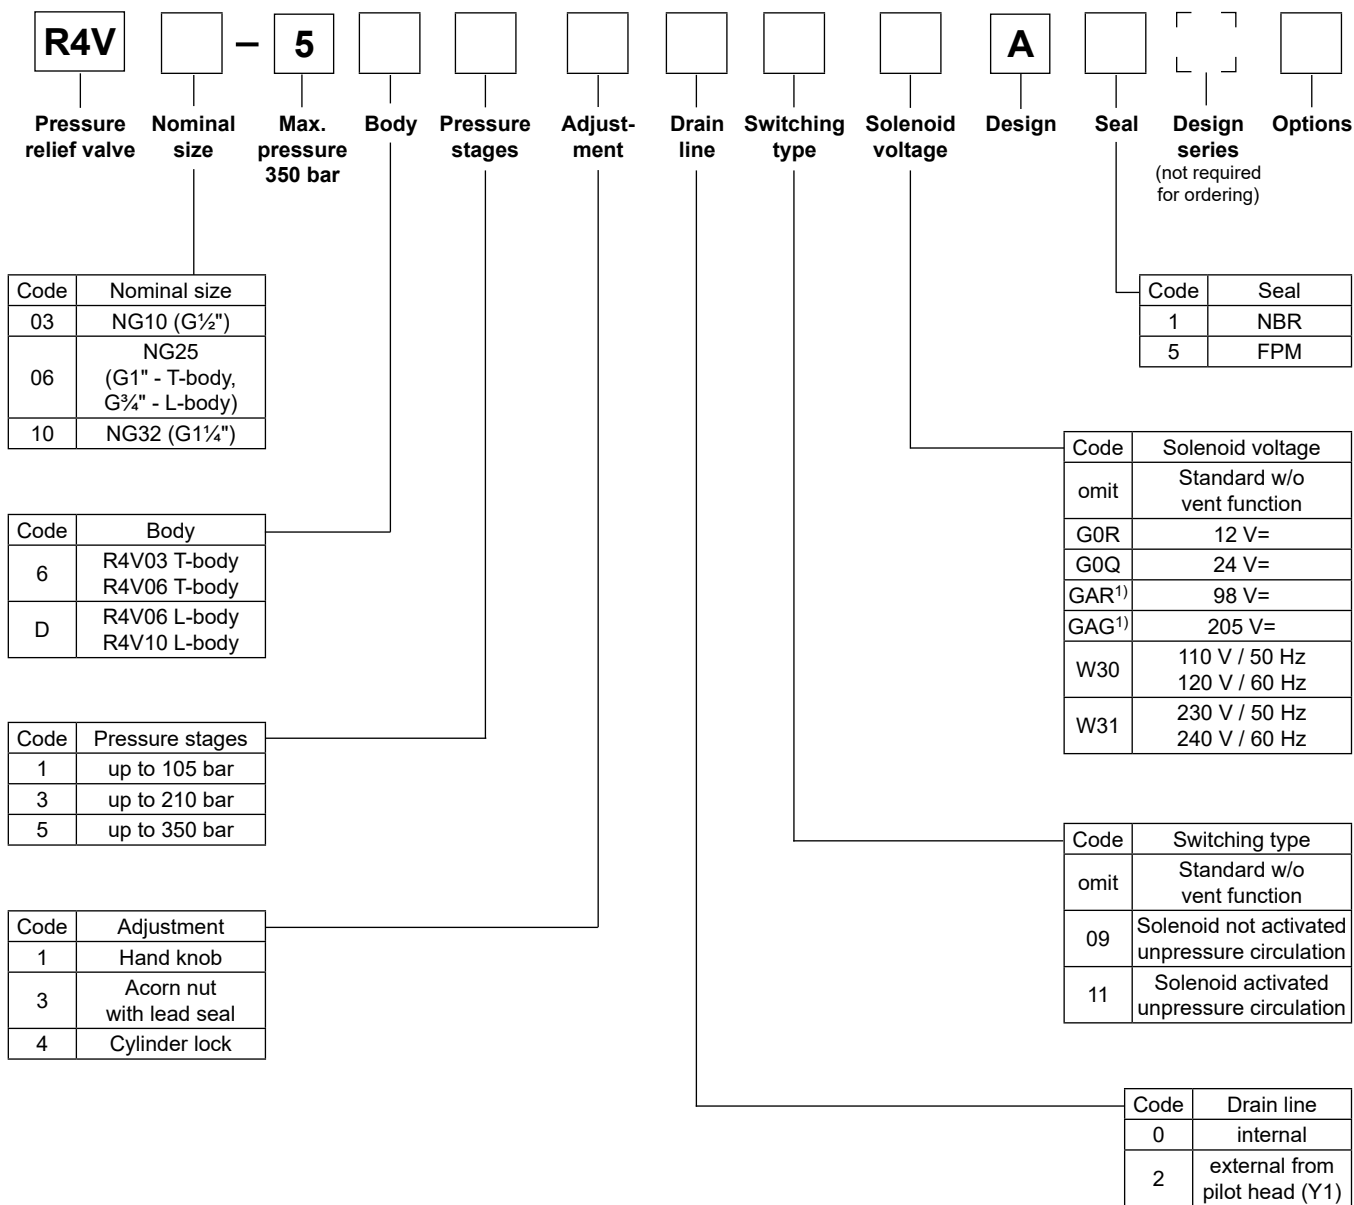 R4V – 5 A
Pressure relief valve
Nominal size
Max. pressure 350 bar
Body
Pressure stages
Adjust-ment
Drain line
Switching type
Solenoid voltage
Design
Seal
Design series (not required for ordering)
Options
Code Nominal size
03 NG10 (G½")
06 NG25 (G1" - T-body, G¾" - L-body)
10 NG32 (G1¼")
Code Body
6 R4V03 T-body
R4V06 T-body
D R4V06 L-body
R4V10 L-body
Code Pressure stages
1 up to 105 bar
3 up to 210 bar
5 up to 350 bar
Code Adjustment
1 Hand knob
3 Acorn nut with lead seal
4 Cylinder lock
Code Seal
1 NBR
5 FPM
Code Solenoid voltage
omit Standard w/o vent function
G0R 12 V=
G0Q 24 V=
GAR1) 98 V=
GAG1) 205 V=
W30 110 V / 50 Hz
120 V / 60 Hz
W31 230 V / 50 Hz
240 V / 60 Hz
Code Switching type
omit Standard w/o vent function
09 Solenoid not activated unpressure circulation
11 Solenoid activated unpressure circulation
Code Drain line
0 internal
2 external from pilot head (Y1)